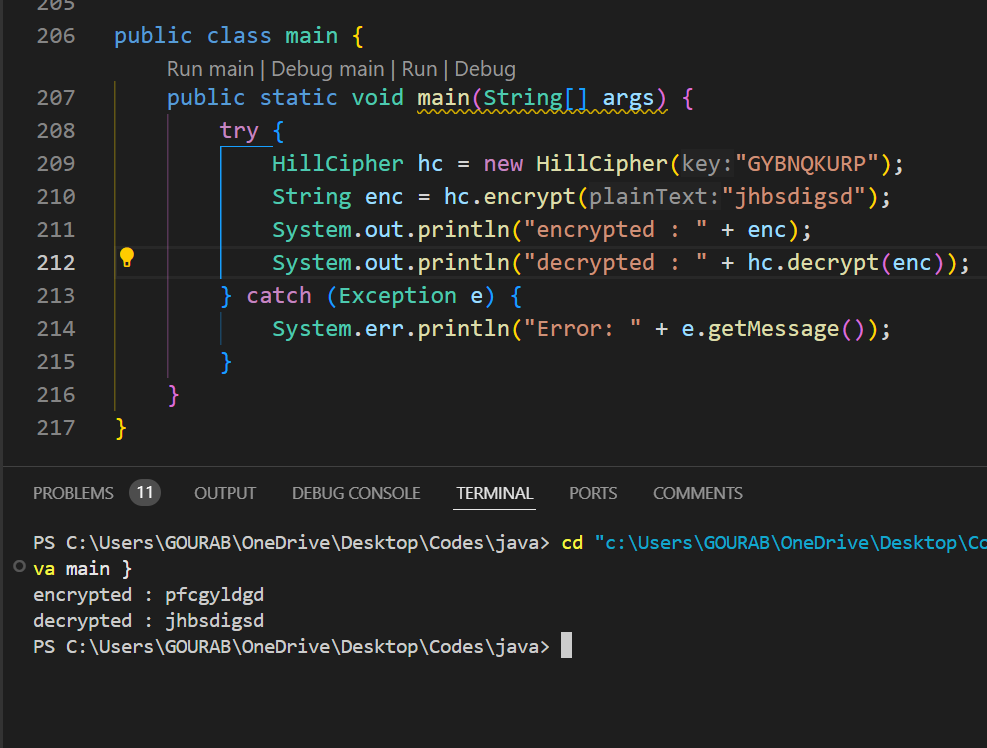 205
206 public class main {
Run main | Debug main | Run | Debug
207 public static void main(String[] args) {
208 try {
209 HillCipher hc = new HillCipher(key:"GYBNQKURP");
210 String enc = hc.encrypt(plainText:"jhbsdigsd");
211 System.out.println("encrypted : " + enc);
212 System.out.println("decrypted : " + hc.decrypt(enc));
213 } catch (Exception e) {
214 System.err.println("Error: " + e.getMessage());
215 }
216 }
217 }
PROBLEMS 11 OUTPUT DEBUG CONSOLE TERMINAL PORTS COMMENTS
PS C:\Users\GOURAB\OneDrive\Desktop\Codes\java> cd "c:\Users\GOURAB\OneDrive\Desktop\Co
va main }
encrypted : pfcgyldgd
decrypted : jhbsdigsd
PS C:\Users\GOURAB\OneDrive\Desktop\Codes\java>